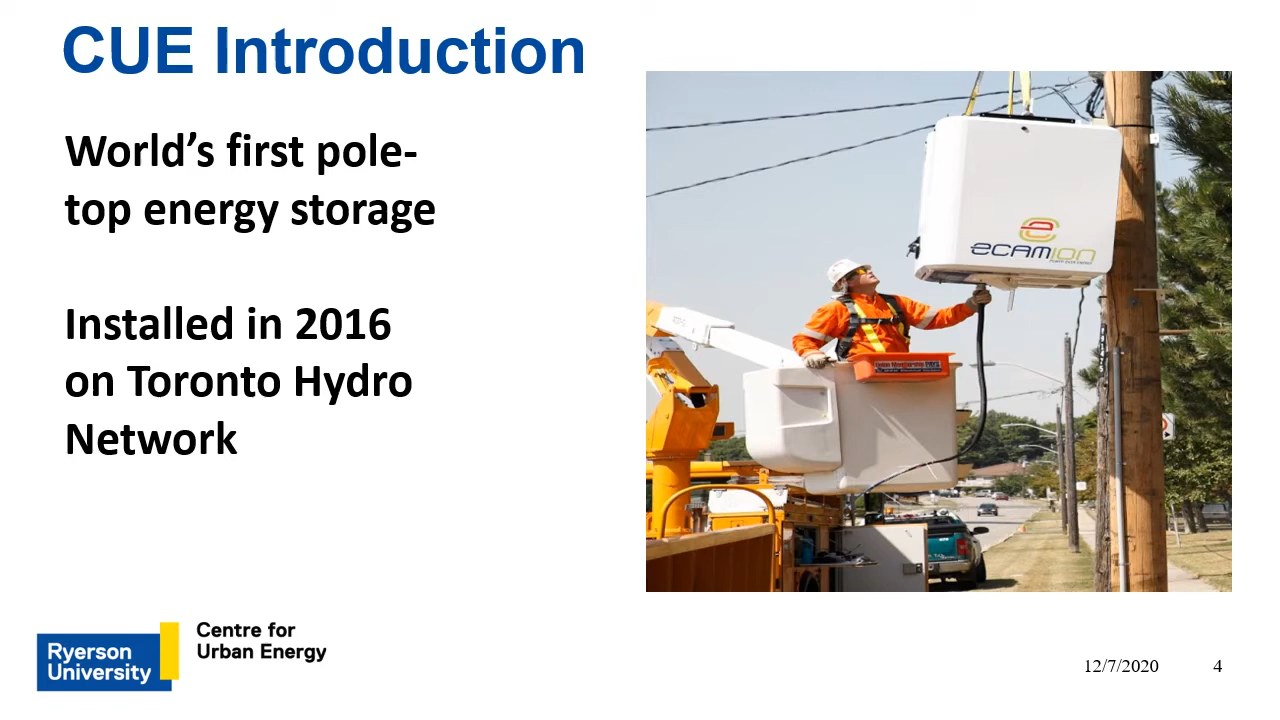 CUE Introduction
World’s first pole-
top energy storage
Installed in 2016
on Toronto Hydro
Network
ecamion
Ryerson
University
Centre for
Urban Energy
12/7/2020
4